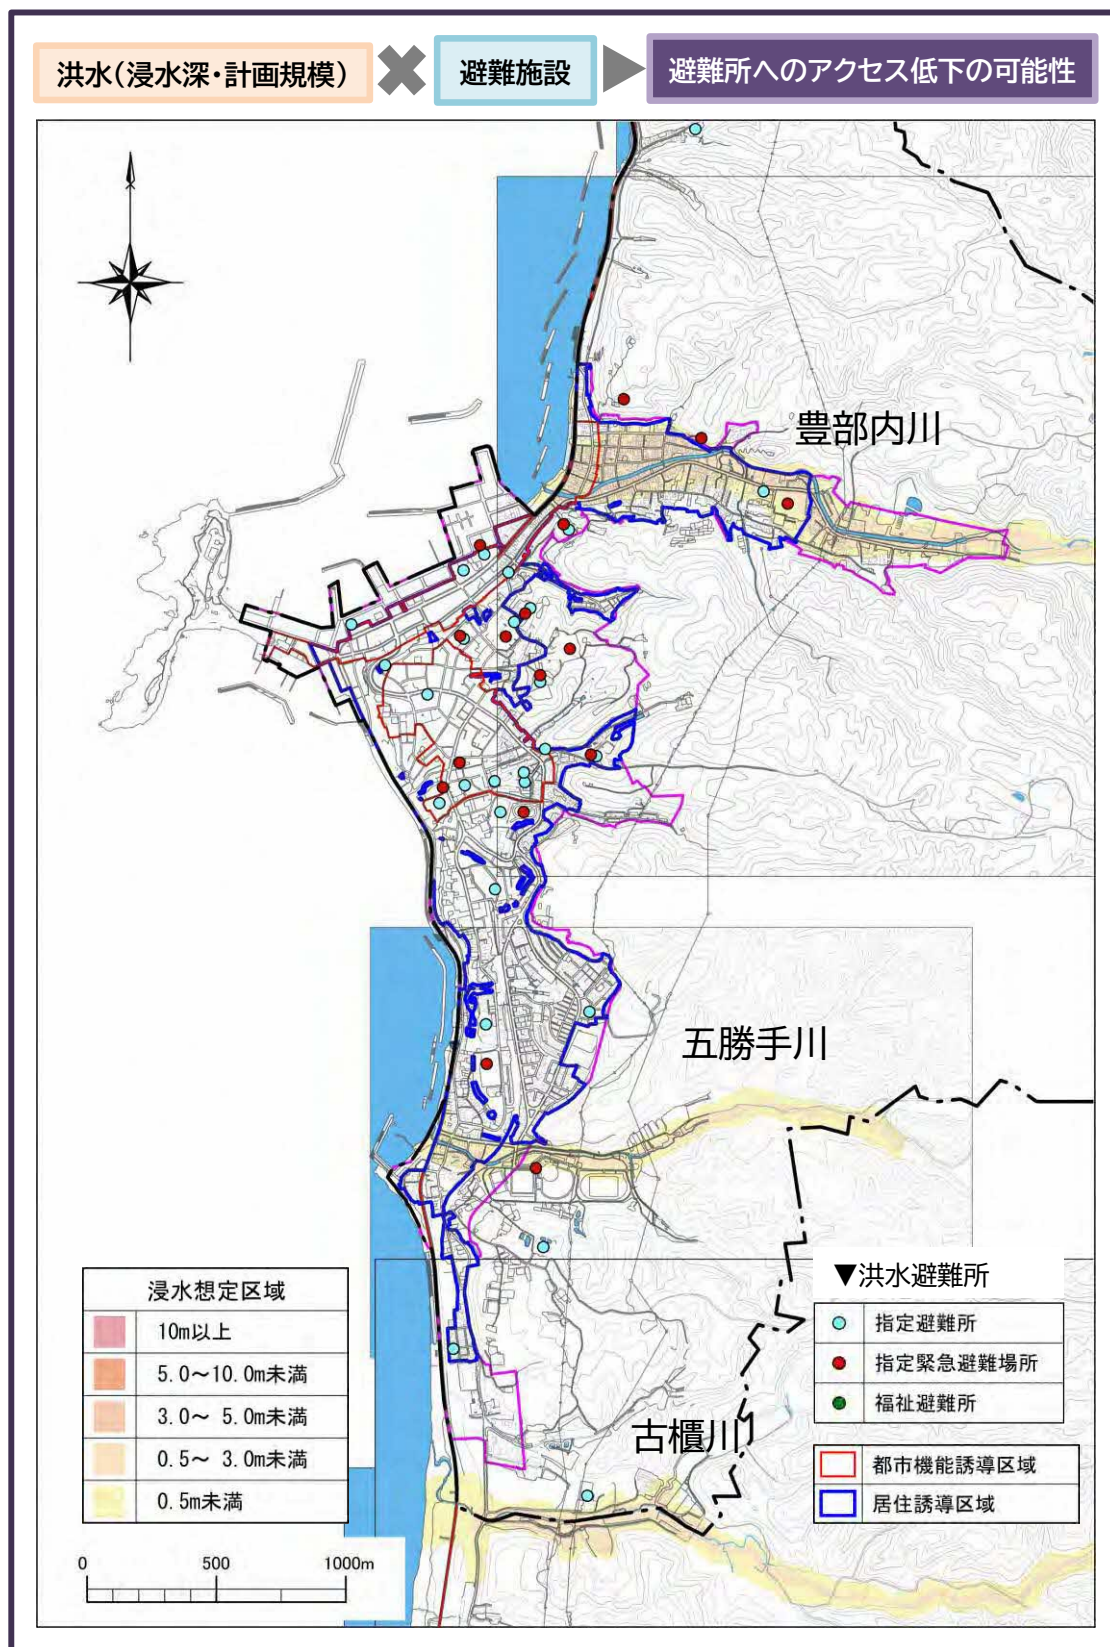 洪水(浸水深・計画規模)
避難施設
避難所へのアクセス低下の可能性
豊部内川
五勝手川
古櫃川
浸水想定区域
10m以上
5.0～10.0m未満
3.0～ 5.0m未満
0.5～ 3.0m未満
0.5m未満
0 500 1000m
▼洪水避難所
指定避難所
指定緊急避難場所
福祉避難所
都市機能誘導区域
居住誘導区域